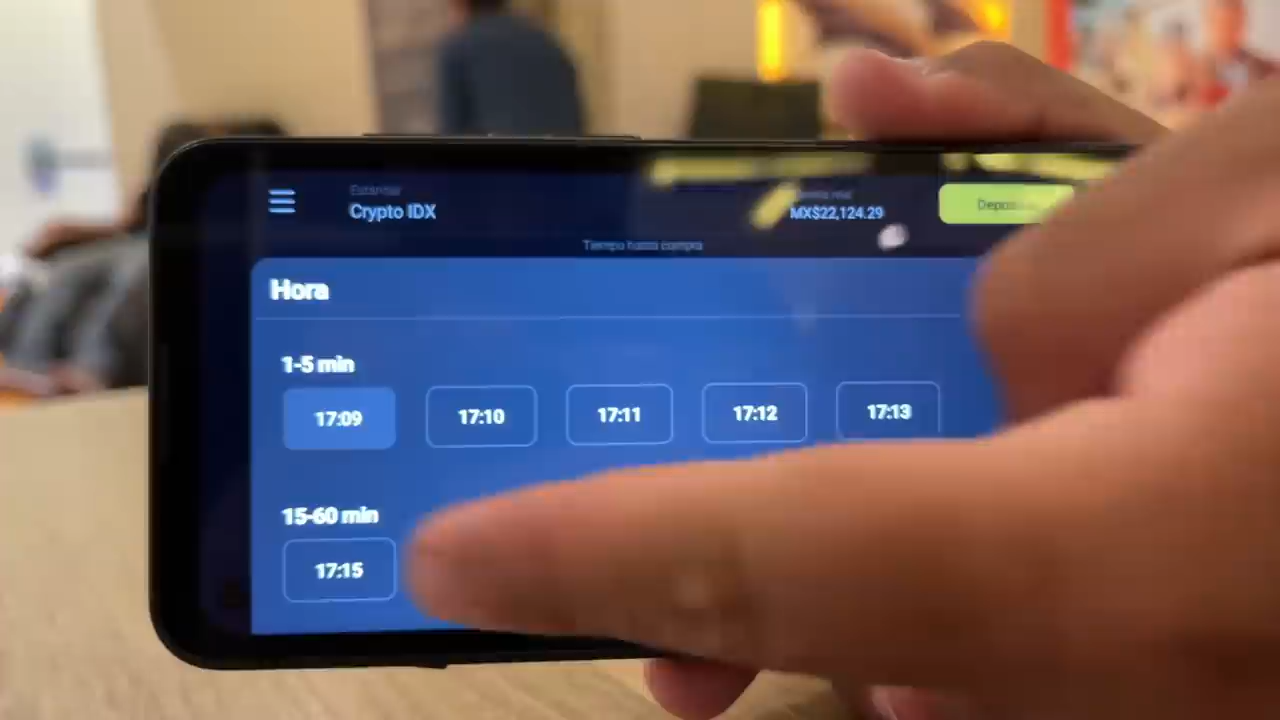 Estándar
Crypto IDX
MX$22,124.29
Tiempo hasta compra
Hora
1-5 min
17:09
17:10
17:11
17:12
17:13
15-60 min
17:15